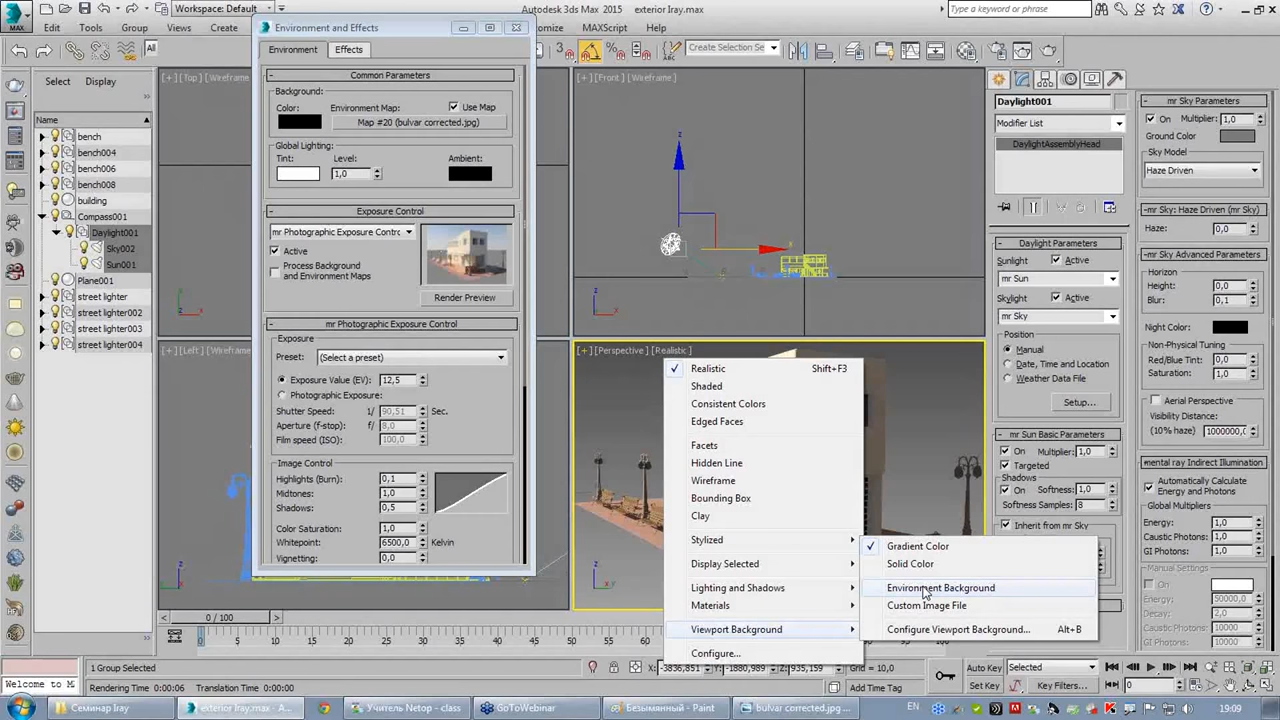 MAX
Workspace: Default
Autodesk 3ds Max 2015
exterior Iray.max
Type a keyword or phrase
Edit
Tools
Group
Views
Create
Customize
MAXScript
Help
All
Create Selection Se
Select
Display
Name
bench
bench004
bench006
bench008
building
Compass001
Daylight001
Sky002
Sun001
Plane001
street lighter
street lighter002
street lighter003
street lighter004
Environment and Effects
Environment
Effects
Common Parameters
Background:
Color:
Environment Map:
Use Map
Map #20 (bulvar corrected.jpg)
Global Lighting:
Tint:
Level:
Ambient:
1,0
Exposure Control
mr Photographic Exposure Contro
Active
Process Background
and Environment Maps
Render Preview
mr Photographic Exposure Control
Exposure
Preset:
(Select a preset)
Exposure Value (EV):
12,5
Photographic Exposure:
Shutter Speed:
1/
90,51
Sec.
Aperture (f-stop):
f/
8,0
Film speed (ISO):
100,0
Image Control
Highlights (Burn):
0,1
Midtones:
1,0
Shadows:
0,5
Color Saturation:
1,0
Whitepoint:
6500,0
Kelvin
Vignetting:
0,0
[+] [Top] [Wireframe]
[+] [Front] [Wireframe]
[+] [Left] [Wireframe
[+] [Perspective] [Realistic]
Realistic
Shift+F3
Shaded
Consistent Colors
Edged Faces
Facets
Hidden Line
Wireframe
Bounding Box
Clay
Stylized
Display Selected
Lighting and Shadows
Materials
Viewport Background
Configure...
Gradient Color
Solid Color
Environment Background
Custom Image File
Configure Viewport Background...
Alt+B
Daylight001
Modifier List
DaylightAssemblyHead
Daylight Parameters
Sunlight
Active
mr Sun
Skylight
Active
mr Sky
Position
Manual
Date, Time and Location
Weather Data File
Setup...
mr Sun Basic Parameters
On
Multiplier:
1,0
Targeted
Shadows
On
Softness:
1,0
Softness Samples:
8
Inherit from mr Sky
mr Sky Parameters
On
Multiplier:
1,0
Ground Color
Sky Model
Haze Driven
mr Sky: Haze Driven (mr Sky)
Haze:
0,0
mr Sky Advanced Parameters
Horizon
Height:
0,0
Blur:
0,1
Night Color:
Non-Physical Tuning
Red/Blue Tint:
0,0
Saturation:
1,0
Aerial Perspective
Visibility Distance:
(10% haze)
1000000,0
mental ray Indirect Illumination
Automatically Calculate
Energy and Photons
Global Multipliers
Energy:
1,0
Caustic Photons:
1,0
GI Photons:
1,0
Manual Settings
On
Energy:
50000,0
Decay:
2,0
Caustic Photons:
10000
GI Photons:
10000
0 / 100
0
10
20
30
1 Group Selected
X: -3836,851
Y: -1880,989
Z: 935,159
Grid = 10,0
Auto Key
Selected
Welcome to M
Rendering Time: 0:00:06
Translation Time: 0:00:00
Add Time Tag
Set Key
Key Filters...
0
Семинар Iray
exterior Iray.max - A...
Учитель Netop - class
GoToWebinar
Безымянный - Paint
bulvar corrected.jpg -...
EN
19:09